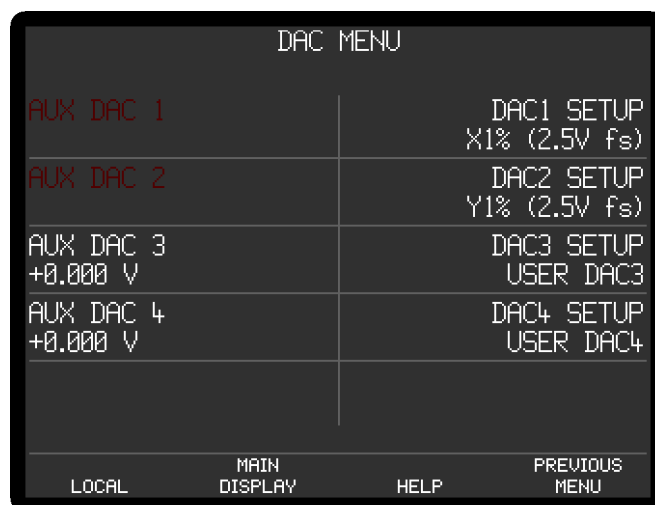 DAC MENU
AUX DAC 1
DAC1 SETUP
X1% (2.5V fs)
AUX DAC 2
DAC2 SETUP
Y1% (2.5V fs)
AUX DAC 3
+0.000 V
DAC3 SETUP
USER DAC3
AUX DAC 4
+0.000 V
DAC4 SETUP
USER DAC4
LOCAL
MAIN
DISPLAY
HELP
PREVIOUS
MENU